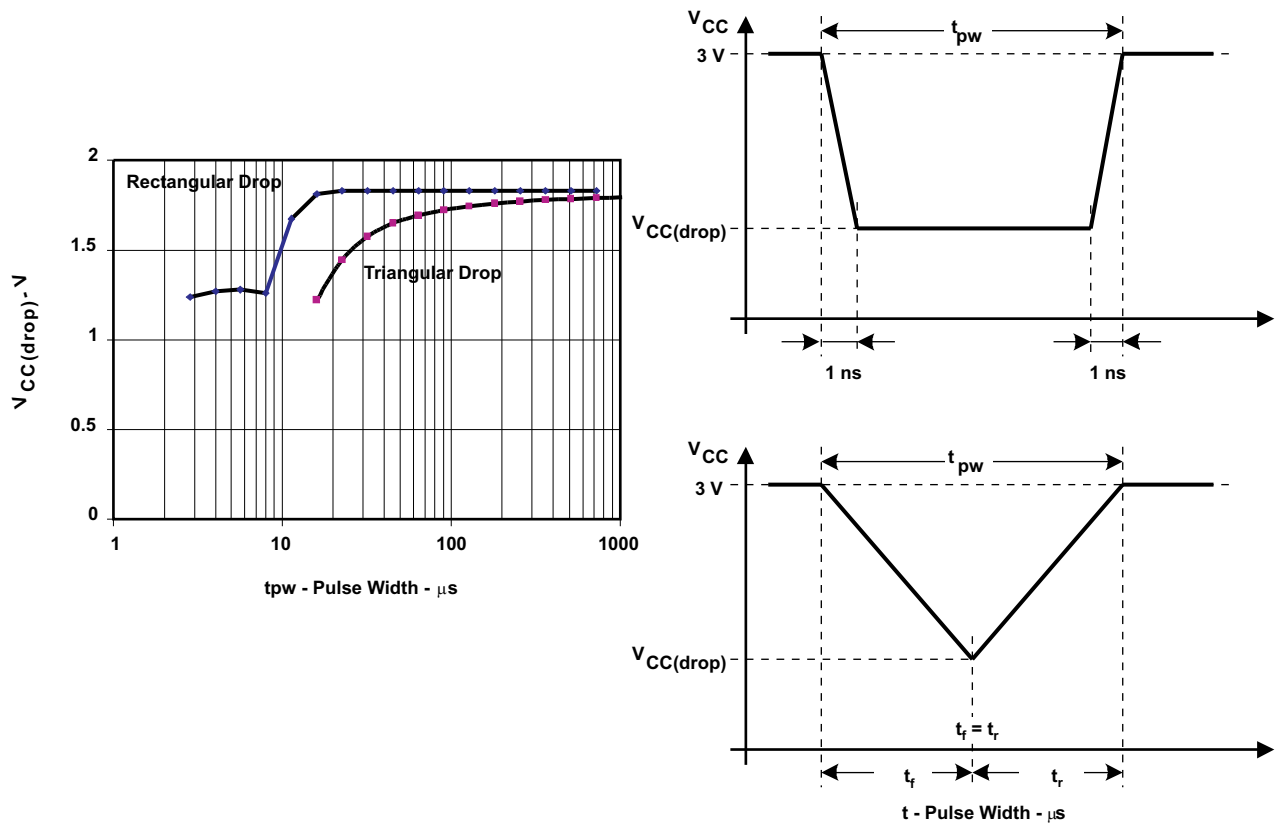 2
1.5
1
0.5
0
V CC(drop) - V
Rectangular Drop
Triangular Drop
1
10
100
1000
tpw - Pulse Width - μs
VCC
3 V
tpw
VCC(drop)
1 ns
1 ns
VCC
3 V
t pw
VCC(drop)
tf = tr
tf
tr
t - Pulse Width - μs